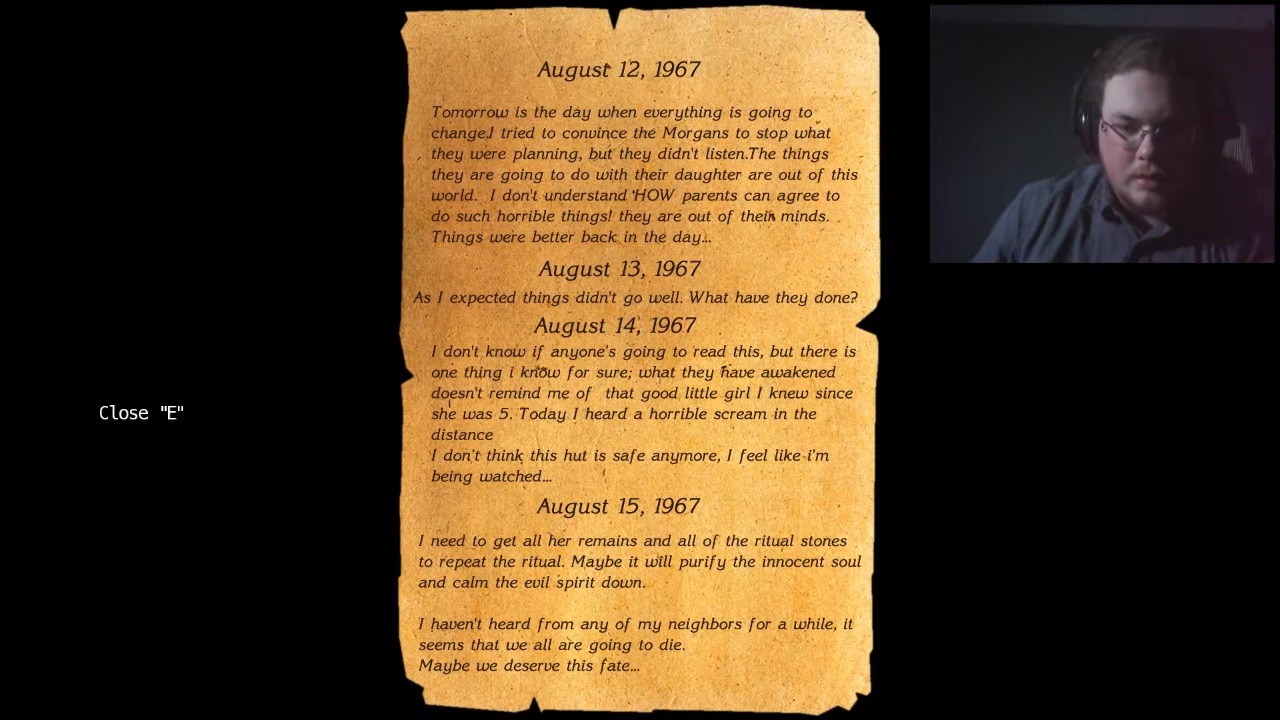 August 12, 1967
Tomorrow is the day when everything is going to
change.I tried to convince the Morgans to stop what
they were planning, but they didn't listen.The things
they are going to do with their daughter are out of this
world. I don't understand HOW parents can agree to
do such horrible things! they are out of their minds.
Things were better back in the day...
August 13, 1967
As I expected things didn't go well. What have they done?
August 14, 1967
I don't know if anyone's going to read this, but there is
one thing i know for sure; what they have awakened
doesn't remind me of that good little girl I knew since
she was 5. Today I heard a horrible scream in the
distance
I don't think this hut is safe anymore, I feel like i'm
being watched...
Close "E"
August 15, 1967
I need to get all her remains and all of the ritual stones
to repeat the ritual. Maybe it will purify the innocent soul
and calm the evil spirit down.
I haven't heard from any of my neighbors for a while, it
seems that we all are going to die.
Maybe we deserve this fate...